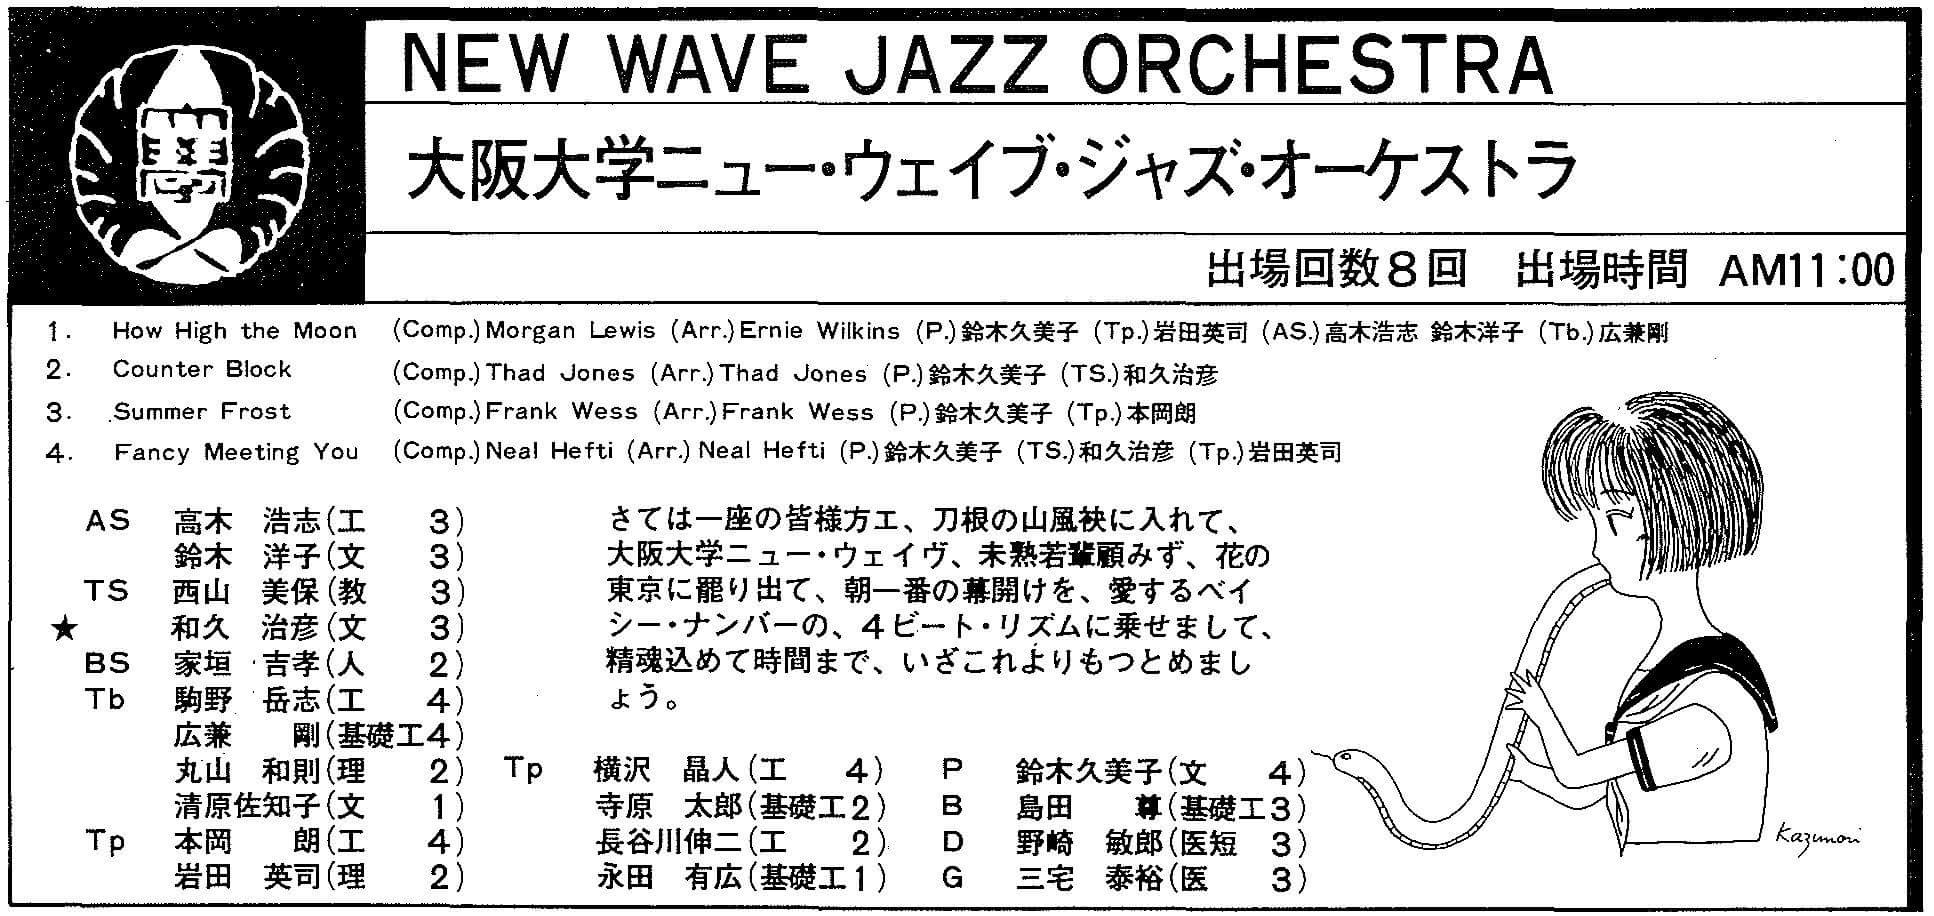 NEW WAVE JAZZ ORCHESTRA
大阪大学ニュー・ウェイブ・ジャズ・オーケストラ
出場回数8回 出場時間 AM11:00
1. How High the Moon (Comp.) Morgan Lewis (Arr.) Ernie Wilkins (P.) 鈴木久美子 (Tp.) 岩田英司 (AS.) 高木浩志 鈴木洋子 (Tb.) 広兼剛
2. Counter Block (Comp.) Thad Jones (Arr.) Thad Jones (P.) 鈴木久美子 (TS.) 和久治彦
3. Summer Frost (Comp.) Frank Wess (Arr.) Frank Wess (P.) 鈴木久美子 (Tp.) 本岡朗
4. Fancy Meeting You (Comp.) Neal Hefti (Arr.) Neal Hefti (P.) 鈴木久美子 (TS.) 和久治彦 (Tp.) 岩田英司
さては一座の皆様方エ、刀根の山風袂に入れて、
大阪大学ニュー・ウェイヴ、未熟若輩顧みず、花の
東京に罷り出て、朝一番の幕開けを、愛するベイ
シー・ナンバーの、4ビート・リズムに乗せまして、
精魂込めて時間まで、いざこれよりもつとめまし
ょう。
AS 高木 浩志(工 3)
鈴木 洋子(文 3)
TS 西山 美保(教 3)
★ 和久 治彦(文 3)
BS 家垣 吉孝(人 2)
Tb 駒野 岳志(工 4)
広兼 剛(基礎工4)
丸山 和則(理 2)
清原佐知子(文 1)
Tp 本岡 朗(工 4)
岩田 英司(理 2)
Tp 横沢 晶人(工 4)
寺原 太郎(基礎工2)
長谷川伸二(工 2)
永田 有広(基礎工1)
P 鈴木久美子(文 4)
B 島田 尊(基礎工3)
D 野崎 敏郎(医短 3)
G 三宅 泰裕(医 3)
Kazunori